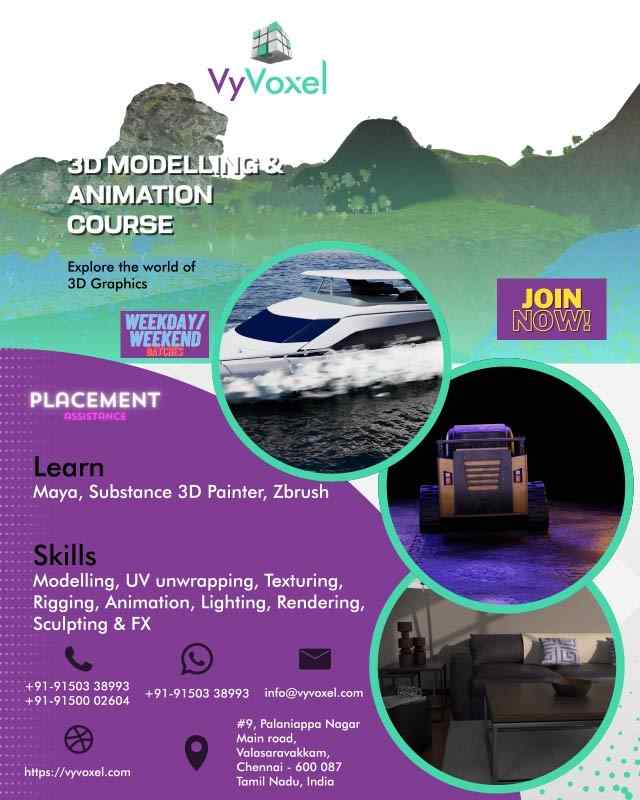 VyVoxel
3D MODELLING &
ANIMATION
COURSE
Explore the world of
3D Graphics
WEEKDAY/
WEEKEND
BATCHES
JOIN
NOW!
PLACEMENT
ASSISTANCE
Learn
Maya, Substance 3D Painter, Zbrush
Skills
Modelling, UV unwrapping, Texturing,
Rigging, Animation, Lighting, Rendering,
Sculpting & FX
+91-91503 38993
+91-91500 02604
+91-91503 38993
info@vyvoxel.com
https://vyvoxel.com
#9, Palaniappa Nagar
Main road,
Valasaravakkam,
Chennai - 600 087
Tamil Nadu, India